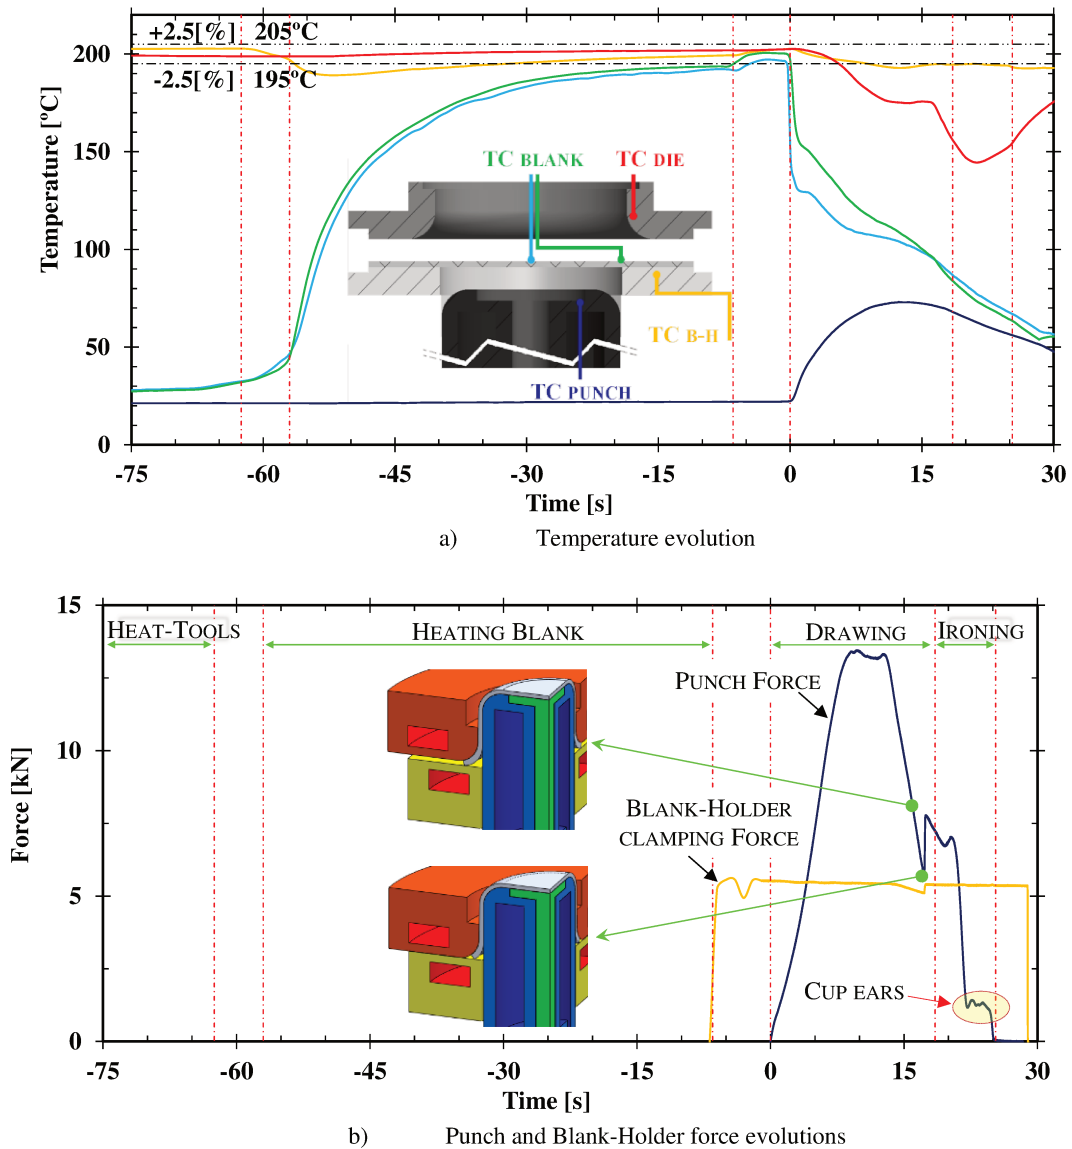 +2.5[%] 205ºC
-2.5[%] 195ºC
200
150
100
50
0
Temperature [ºC]
TC BLANK
TC DIE
TC B-H
TC PUNCH
-75 -60 -45 -30 -15 0 15 30
Time [s]
a) Temperature evolution
15
10
5
0
Force [kN]
HEAT-TOOLS
HEATING BLANK
DRAWING
IRONING
PUNCH FORCE
BLANK-HOLDER
CLAMPING FORCE
CUP EARS
-75 -60 -45 -30 -15 0 15 30
Time [s]
b) Punch and Blank-Holder force evolutions